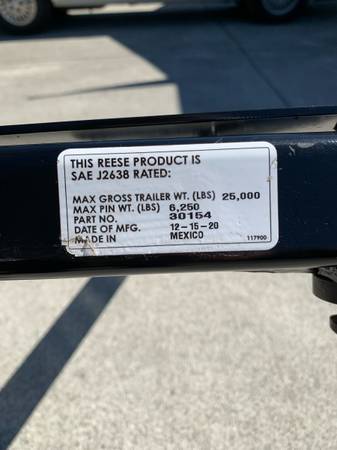 THIS REESE PRODUCT IS
SAE J2638 RATED:
MAX GROSS TRAILER WT. (LBS) 25,000
MAX PIN WT. (LBS) 6,250
PART NO. 30154
DATE OF MFG. 12-15-20
MADE IN MEXICO
117900